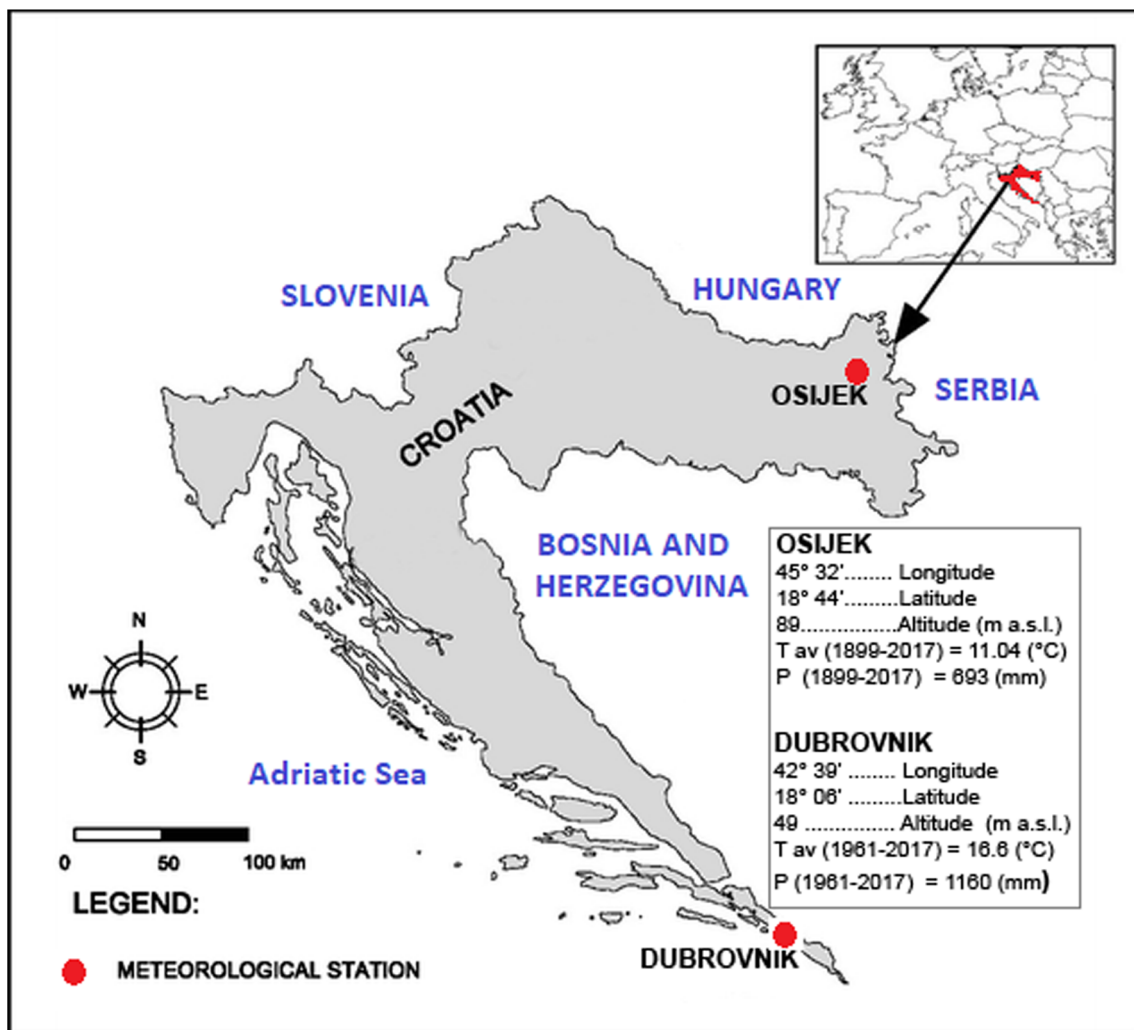 SLOVENIA
HUNGARY
CROATIA
OSIJEK
SERBIA
BOSNIA AND
HERZEGOVINA
OSIJEK
45° 32'........ Longitude
18° 44'.........Latitude
89................Altitude (m a.s.l.)
T av (1899-2017) = 11.04 (°C)
P (1899-2017) = 693 (mm)
DUBROVNIK
42° 39' ........ Longitude
18° 06' .........Latitude
49 ............... Altitude (m a.s.l.)
T av (1961-2017) = 16.6 (°C)
P (1961-2017) = 1160 (mm)
N
W E
S
Adriatic Sea
0 50 100 km
LEGEND:
METEOROLOGICAL STATION
DUBROVNIK